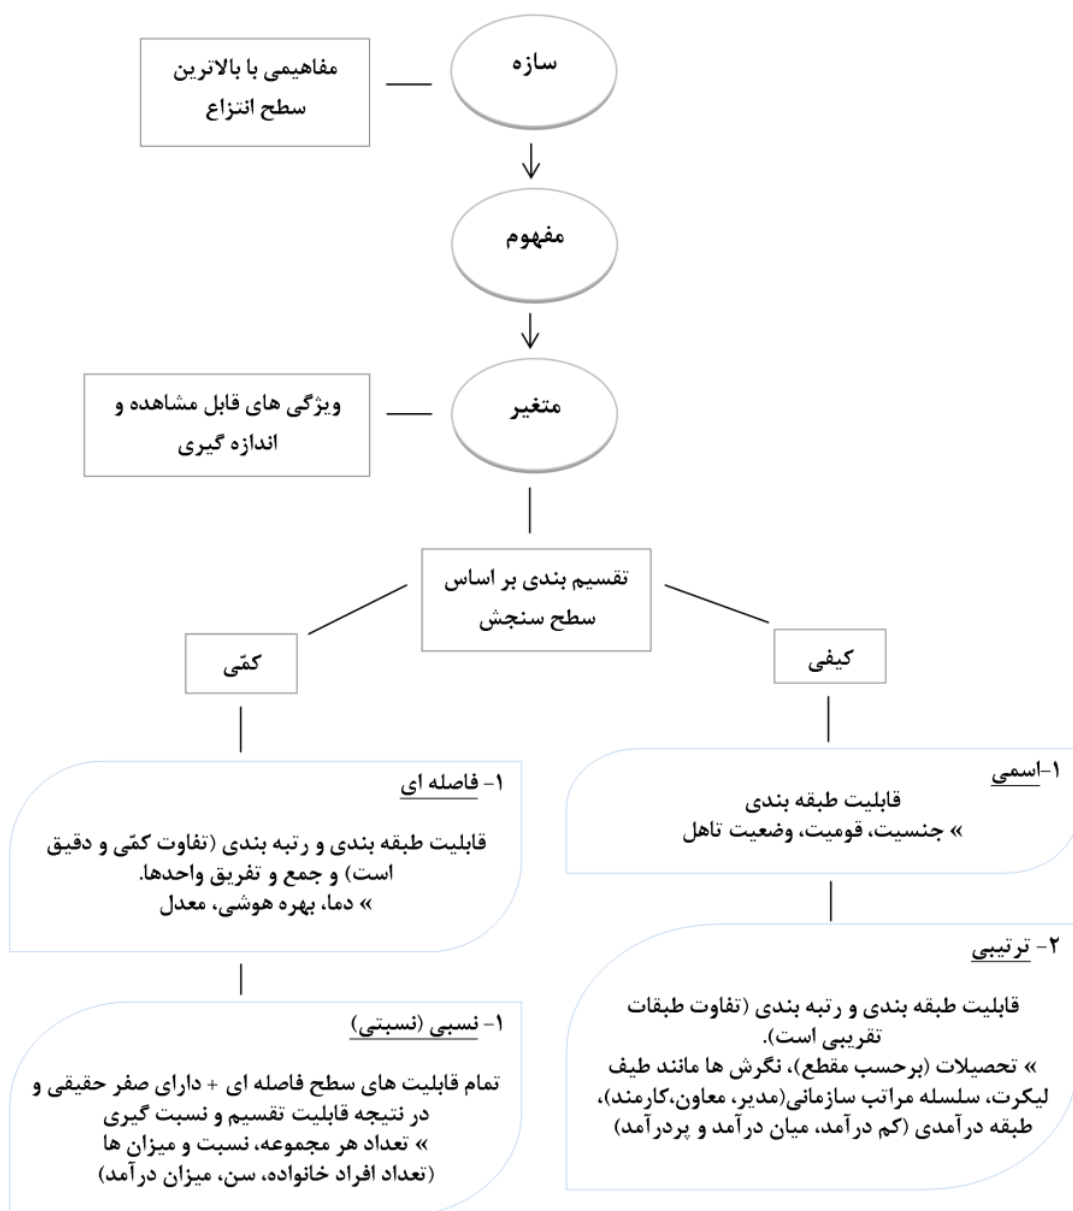 سازه
مفاهیمی با بالاترین
سطح انتزاع
مفهوم
متغیر
ویژگی های قابل مشاهده و
اندازه گیری
تقسیم بندی بر اساس
سطح سنجش
کیفی
کمّی
۱-اسمی
قابلیت طبقه بندی
» جنسیت، قومیت، وضعیت تاهل
۲- ترتیبی
قابلیت طبقه بندی و رتبه بندی (تفاوت طبقات
تقریبی است).
» تحصیلات (برحسب مقطع)، نگرش ها مانند طیف
لیکرت، سلسله مراتب سازمانی(مدیر، معاون،کارمند)،
طبقه درآمدی (کم درآمد، میان درآمد و پردرآمد)
۱- فاصله ای
قابلیت طبقه بندی و رتبه بندی (تفاوت کمّی و دقیق
است) و جمع و تفریق واحدها.
» دما، بهره هوشی، معدل
۱- نسبی (نسبتی)
تمام قابلیت های سطح فاصله ای + دارای صفر حقیقی و
در نتیجه قابلیت تقسیم و نسبت گیری
» تعداد هر مجموعه، نسبت و میزان ها
(تعداد افراد خانواده، سن، میزان درآمد)